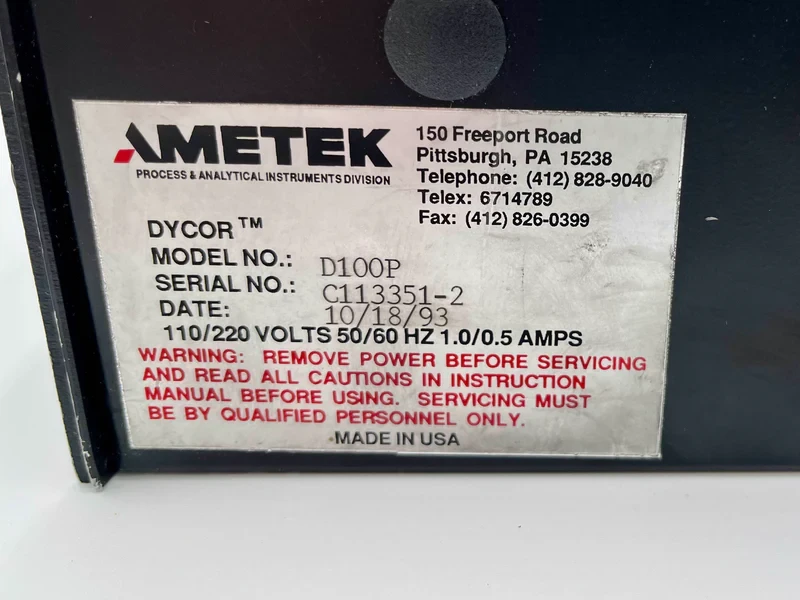 AMETEK
PROCESS & ANALYTICAL INSTRUMENTS DIVISION
150 Freeport Road
Pittsburgh, PA 15238
Telephone: (412) 828-9040
Telex: 6714789
Fax: (412) 826-0399
DYCOR™
MODEL NO.: D100P
SERIAL NO.: C113351-2
DATE: 10/18/93
110/220 VOLTS 50/60 HZ 1.0/0.5 AMPS
WARNING: REMOVE POWER BEFORE SERVICING
AND READ ALL CAUTIONS IN INSTRUCTION
MANUAL BEFORE USING. SERVICING MUST
BE BY QUALIFIED PERSONNEL ONLY.
MADE IN USA